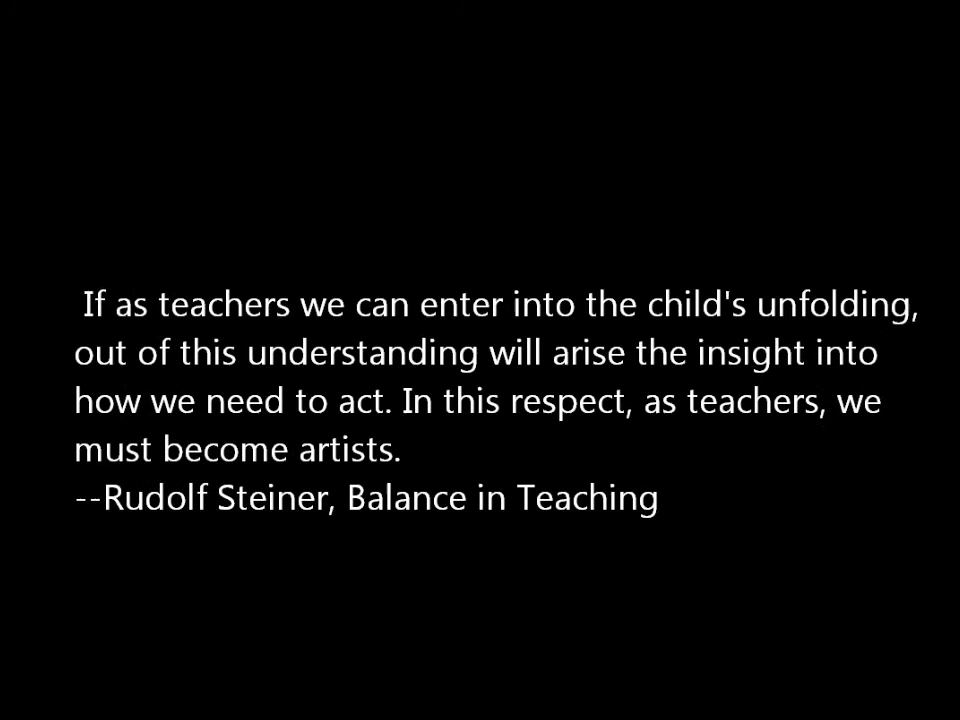 If as teachers we can enter into the child's unfolding,
out of this understanding will arise the insight into
how we need to act. In this respect, as teachers, we
must become artists.
--Rudolf Steiner, Balance in Teaching